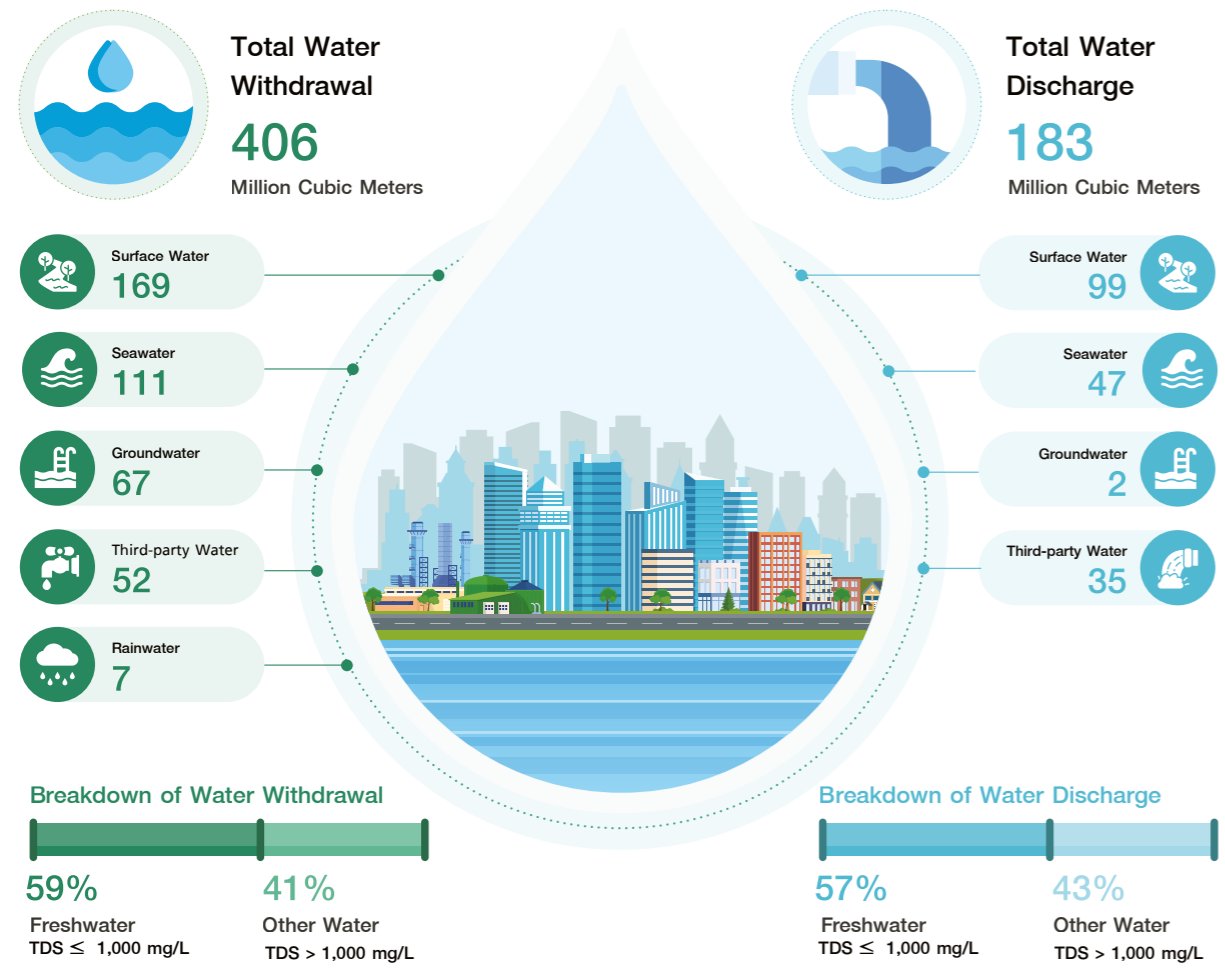 Total Water
Withdrawal
406
Million Cubic Meters
Surface Water
169
Seawater
111
Groundwater
67
Third-party Water
52
Rainwater
7
Breakdown of Water Withdrawal
59%
Freshwater
TDS ≤ 1,000 mg/L
41%
Other Water
TDS > 1,000 mg/L
Total Water
Discharge
183
Million Cubic Meters
Surface Water
99
Seawater
47
Groundwater
2
Third-party Water
35
Breakdown of Water Discharge
57%
Freshwater
TDS ≤ 1,000 mg/L
43%
Other Water
TDS > 1,000 mg/L